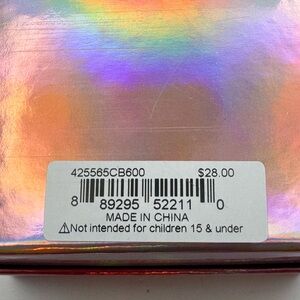 425565CB600 $28.00
8 89295 52211 0
MADE IN CHINA
⚠Not intended for children 15 & under